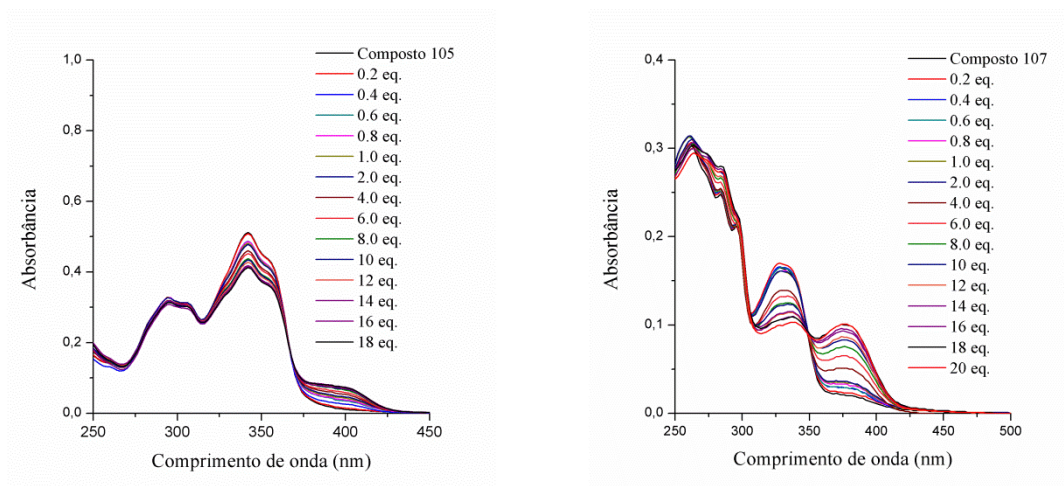 Composto 105
0.2 eq.
0.4 eq.
0.6 eq.
0.8 eq.
1.0 eq.
2.0 eq.
4.0 eq.
6.0 eq.
8.0 eq.
10 eq.
12 eq.
14 eq.
16 eq.
18 eq.
1,0
0,8
0,6
0,4
0,2
0,0
Absorbância
250 300 350 400 450
Comprimento de onda (nm)
Composto 107
0.2 eq.
0.4 eq.
0.6 eq.
0.8 eq.
1.0 eq.
2.0 eq.
4.0 eq.
6.0 eq.
8.0 eq.
10 eq.
12 eq.
14 eq.
16 eq.
18 eq.
20 eq.
0,4
0,3
0,2
0,1
0,0
Absorbância
250 300 350 400 450 500
Comprimento de onda (nm)